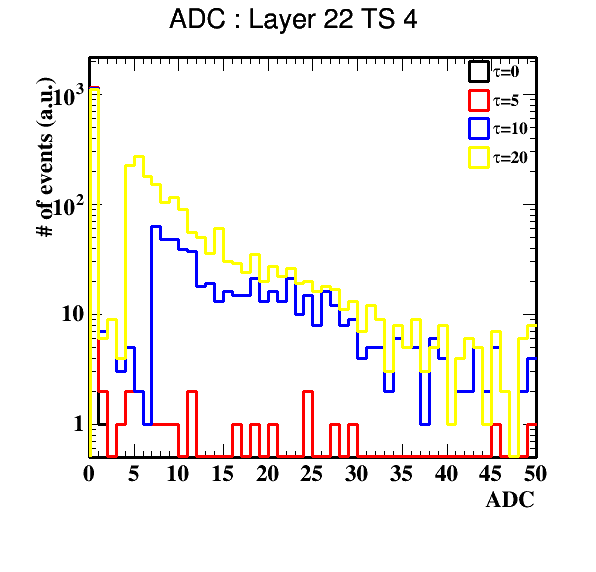 ADC : Layer 22 TS 4
# of events (a.u.)
10³
10²
10
1
τ=0
τ=5
τ=10
τ=20
0 5 10 15 20 25 30 35 40 45 50
ADC